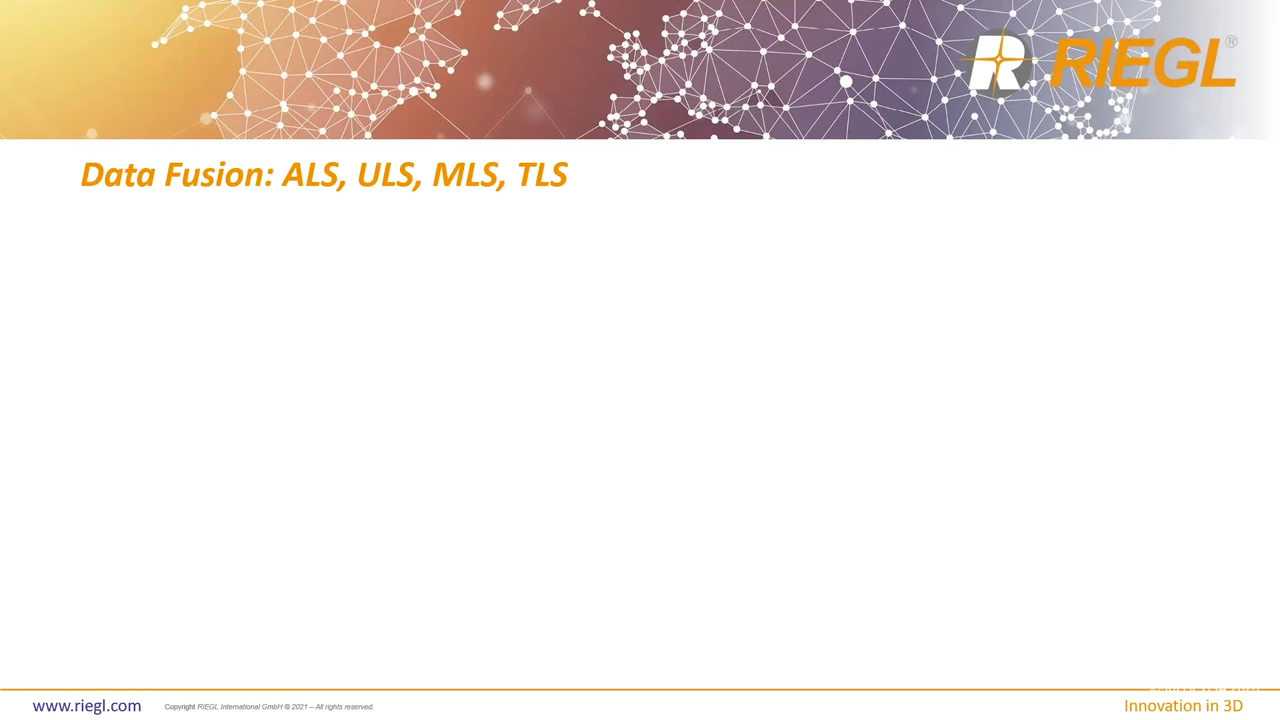 RIEGL®
Data Fusion: ALS, ULS, MLS, TLS
www.riegl.com
Copyright RIEGL International GmbH © 2021 – All rights reserved.
Innovation in 3D